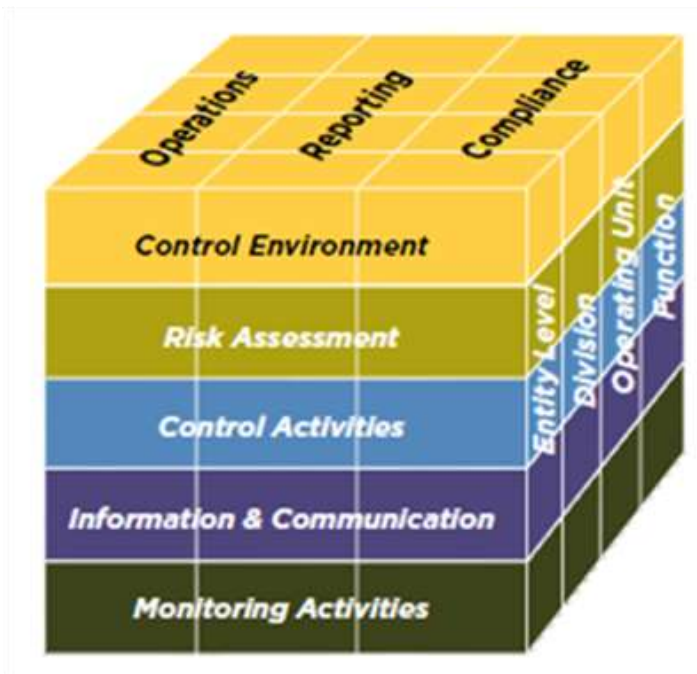 Operations
Reporting
Compliance
Control Environment
Risk Assessment
Control Activities
Information & Communication
Monitoring Activities
Entity Level
Division
Operating Unit
Function